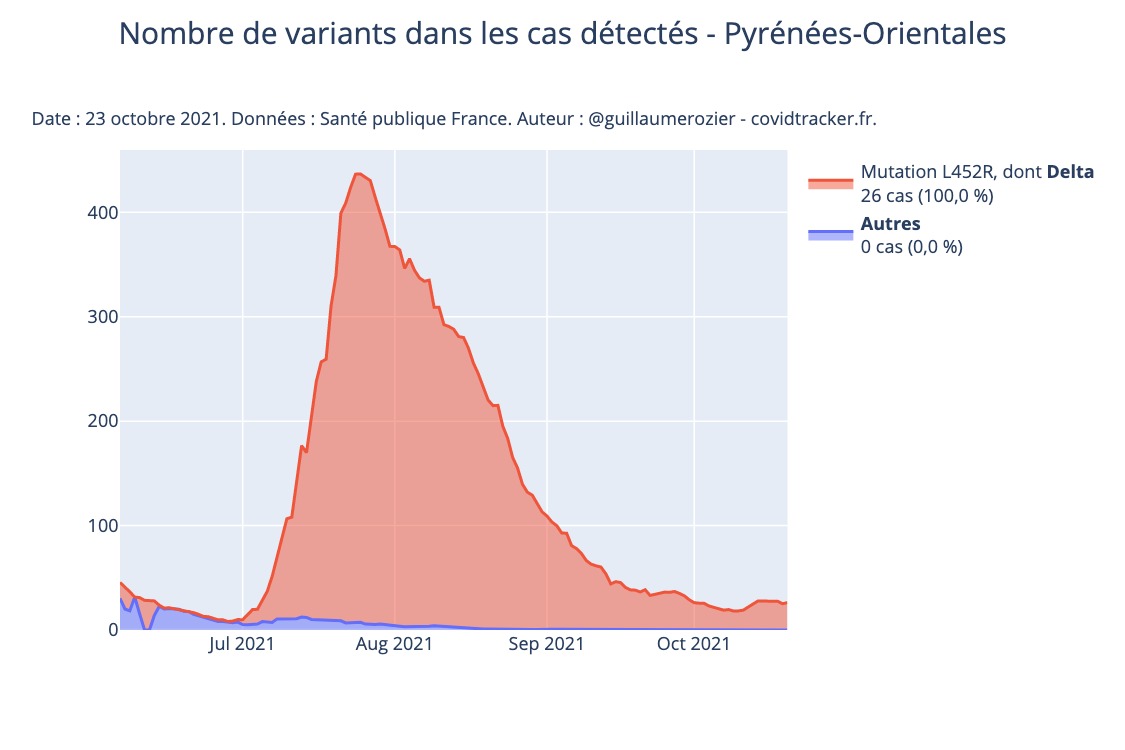 Nombre de variants dans les cas détectés - Pyrénées-Orientales
Date : 23 octobre 2021. Données : Santé publique France. Auteur : @guillaumerozier - covidtracker.fr.
Mutation L452R, dont Delta
26 cas (100,0 %)
Autres
0 cas (0,0 %)
400
300
200
100
0
Jul 2021 Aug 2021 Sep 2021 Oct 2021